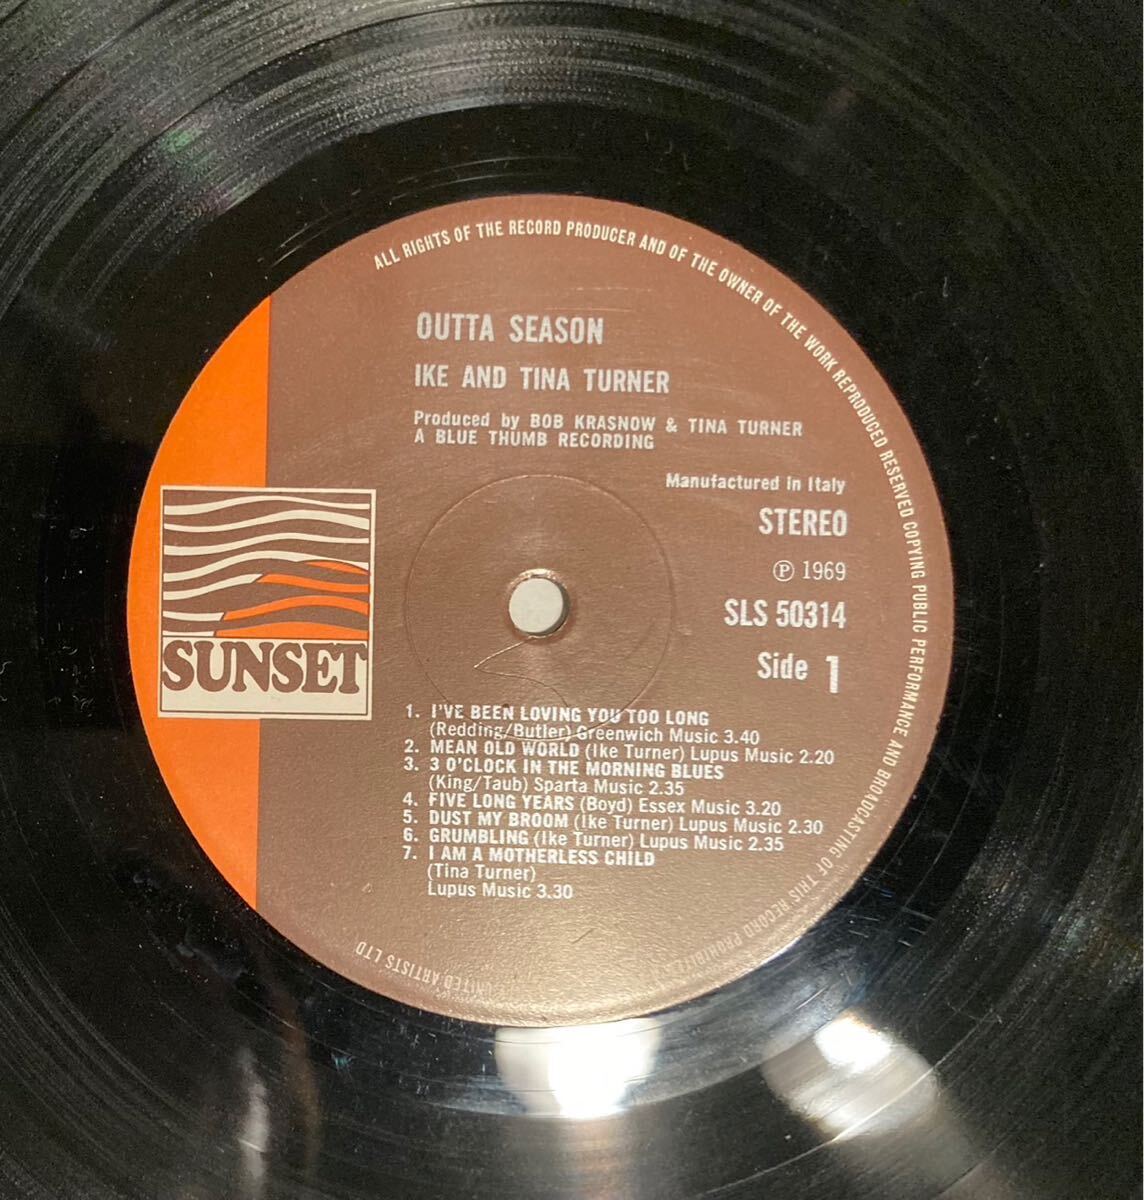 ALL RIGHTS OF THE RECORD PRODUCER AND OF THE OWNER OF THE WORK REPRODUCED RESERVED COPYING PUBLIC PERFORMANCE AND BROADCASTING OF THIS RECORD PROHIBITED
UNITED ARTISTS LTD
OUTTA SEASON
IKE AND TINA TURNER
Produced by BOB KRASNOW & TINA TURNER
A BLUE THUMB RECORDING
Manufactured in Italy
STEREO
Ⓟ 1969
SLS 50314
Side 1
SUNSET
1. I'VE BEEN LOVING YOU TOO LONG
(Redding/Butler) Greenwich Music 3.40
2. MEAN OLD WORLD (Ike Turner) Lupus Music 2.20
3. 3 O'CLOCK IN THE MORNING BLUES
(King/Taub) Sparta Music 2.35
4. FIVE LONG YEARS (Boyd) Essex Music 3.20
5. DUST MY BROOM (Ike Turner) Lupus Music 2.30
6. GRUMBLING (Ike Turner) Lupus Music 2.35
7. I AM A MOTHERLESS CHILD
(Tina Turner)
Lupus Music 3.30